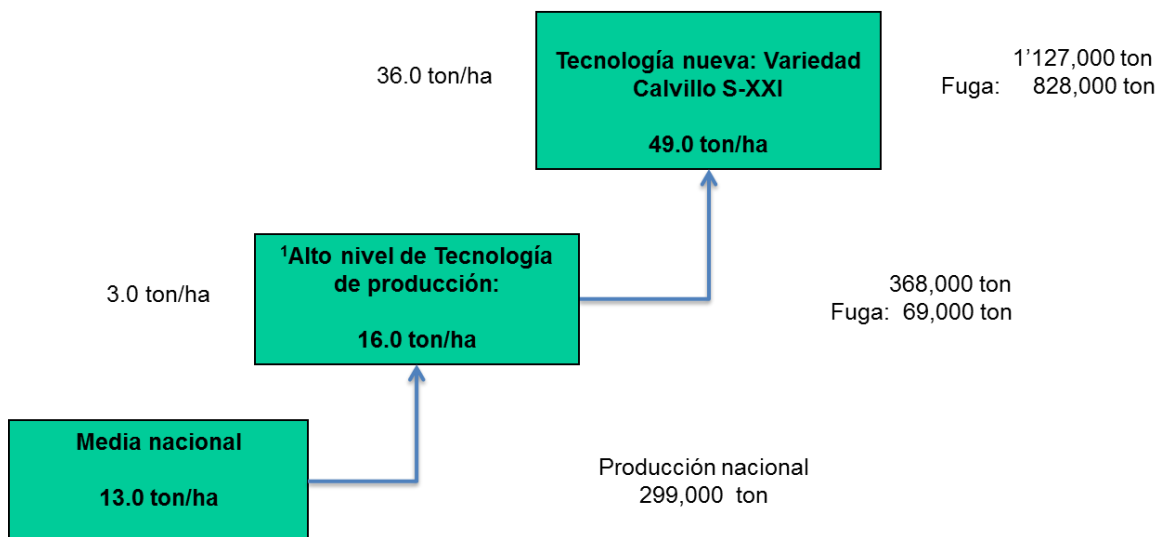 36.0 ton/ha
Tecnología nueva: Variedad
Calvillo S-XXI
49.0 ton/ha
1’127,000 ton
Fuga: 828,000 ton
3.0 ton/ha
¹Alto nivel de Tecnología
de producción:
16.0 ton/ha
368,000 ton
Fuga: 69,000 ton
Media nacional
13.0 ton/ha
Producción nacional
299,000 ton